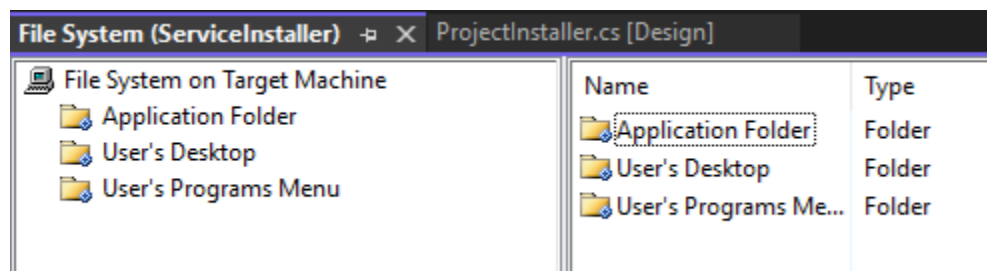 File System (ServiceInstaller)
ProjectInstaller.cs [Design]
File System on Target Machine
Application Folder
User's Desktop
User's Programs Menu
Name Type
Application Folder Folder
User's Desktop Folder
User's Programs Me... Folder